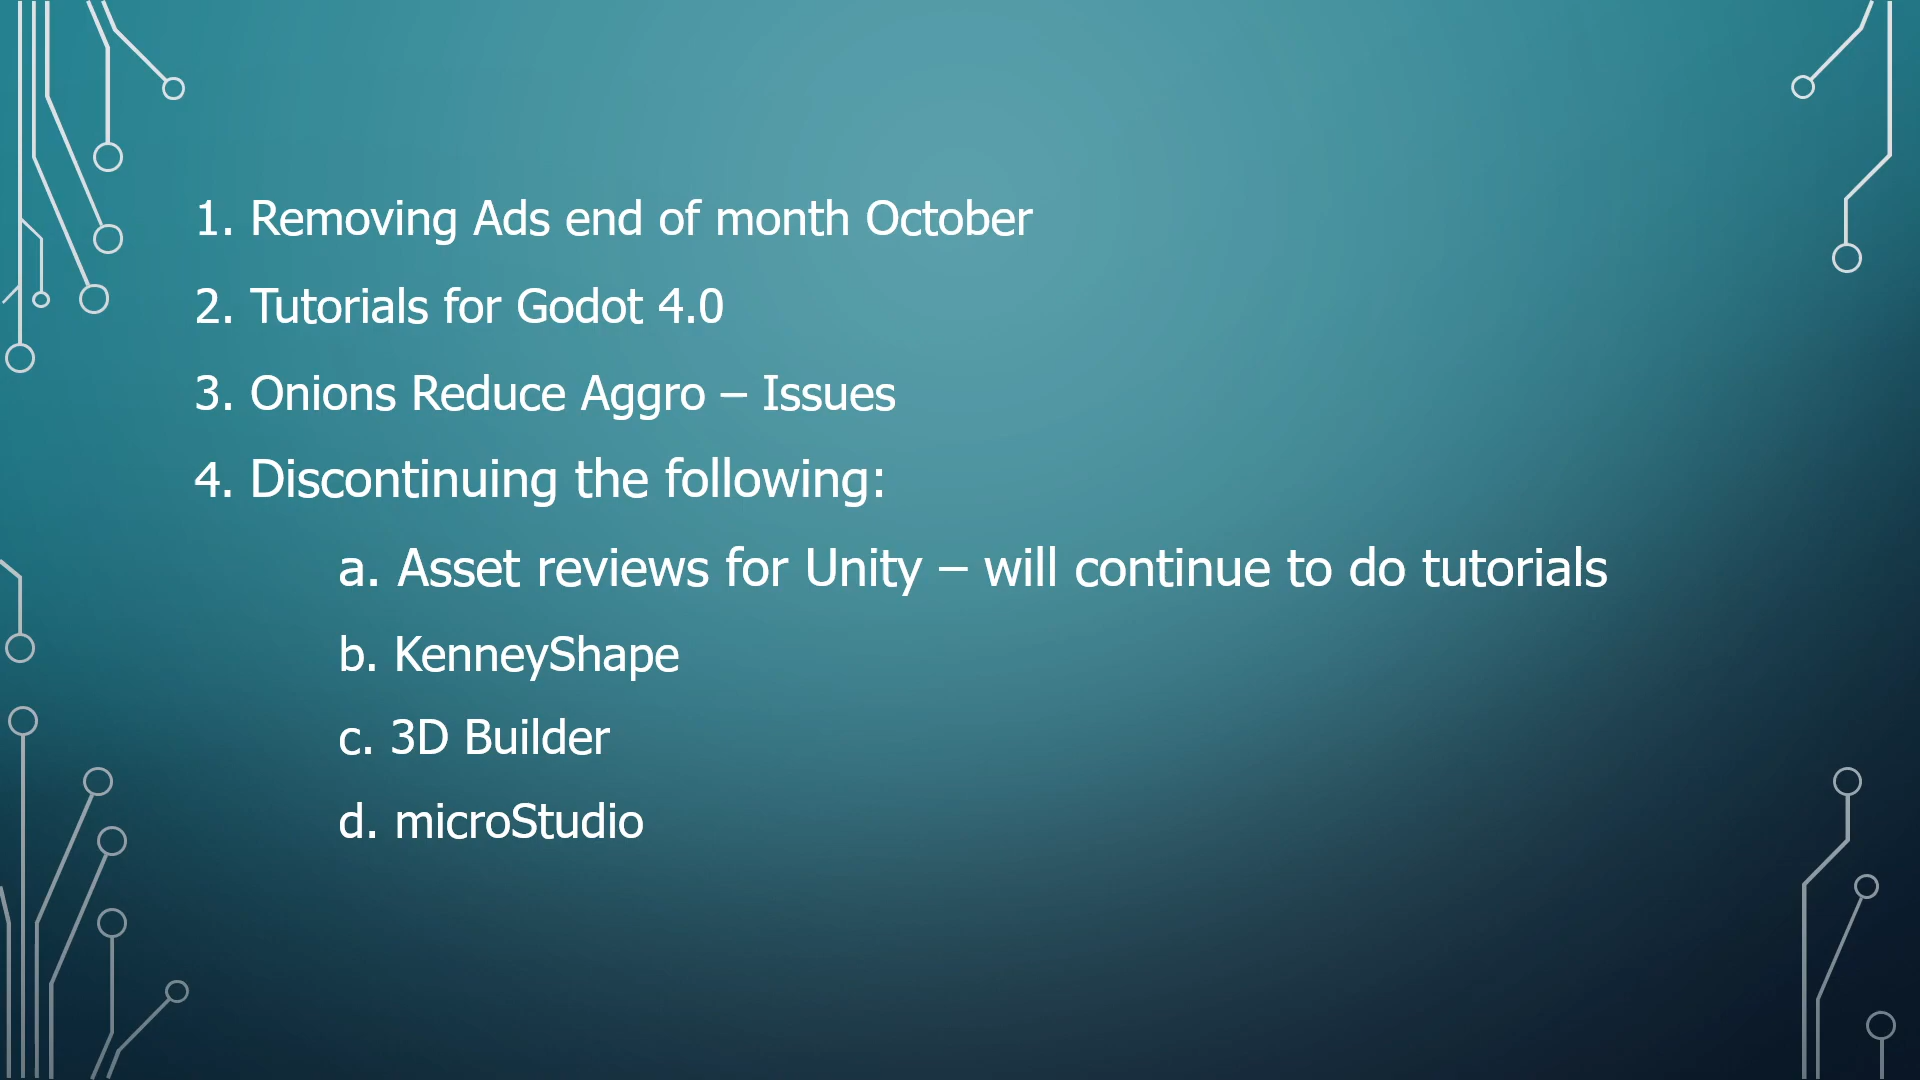 1. Removing Ads end of month October
2. Tutorials for Godot 4.0
3. Onions Reduce Aggro – Issues
4. Discontinuing the following:
a. Asset reviews for Unity – will continue to do tutorials
b. KenneyShape
c. 3D Builder
d. microStudio